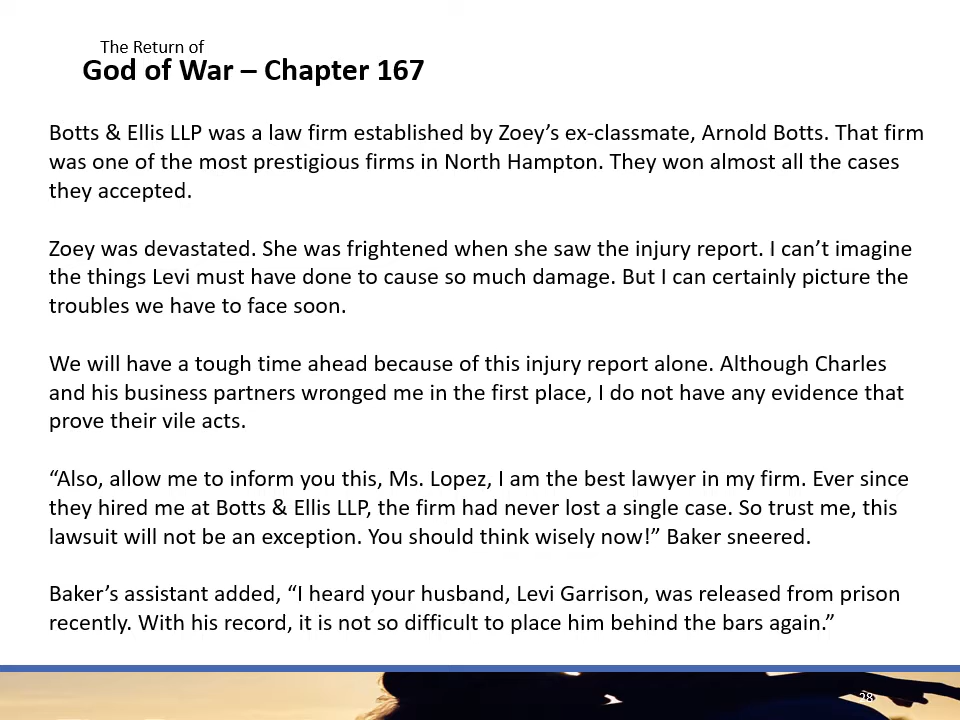 The Return of
God of War – Chapter 167
Botts & Ellis LLP was a law firm established by Zoey’s ex-classmate, Arnold Botts. That firm
was one of the most prestigious firms in North Hampton. They won almost all the cases
they accepted.
Zoey was devastated. She was frightened when she saw the injury report. I can’t imagine
the things Levi must have done to cause so much damage. But I can certainly picture the
troubles we have to face soon.
We will have a tough time ahead because of this injury report alone. Although Charles
and his business partners wronged me in the first place, I do not have any evidence that
prove their vile acts.
“Also, allow me to inform you this, Ms. Lopez, I am the best lawyer in my firm. Ever since
they hired me at Botts & Ellis LLP, the firm had never lost a single case. So trust me, this
lawsuit will not be an exception. You should think wisely now!” Baker sneered.
Baker’s assistant added, “I heard your husband, Levi Garrison, was released from prison
recently. With his record, it is not so difficult to place him behind the bars again.”
28